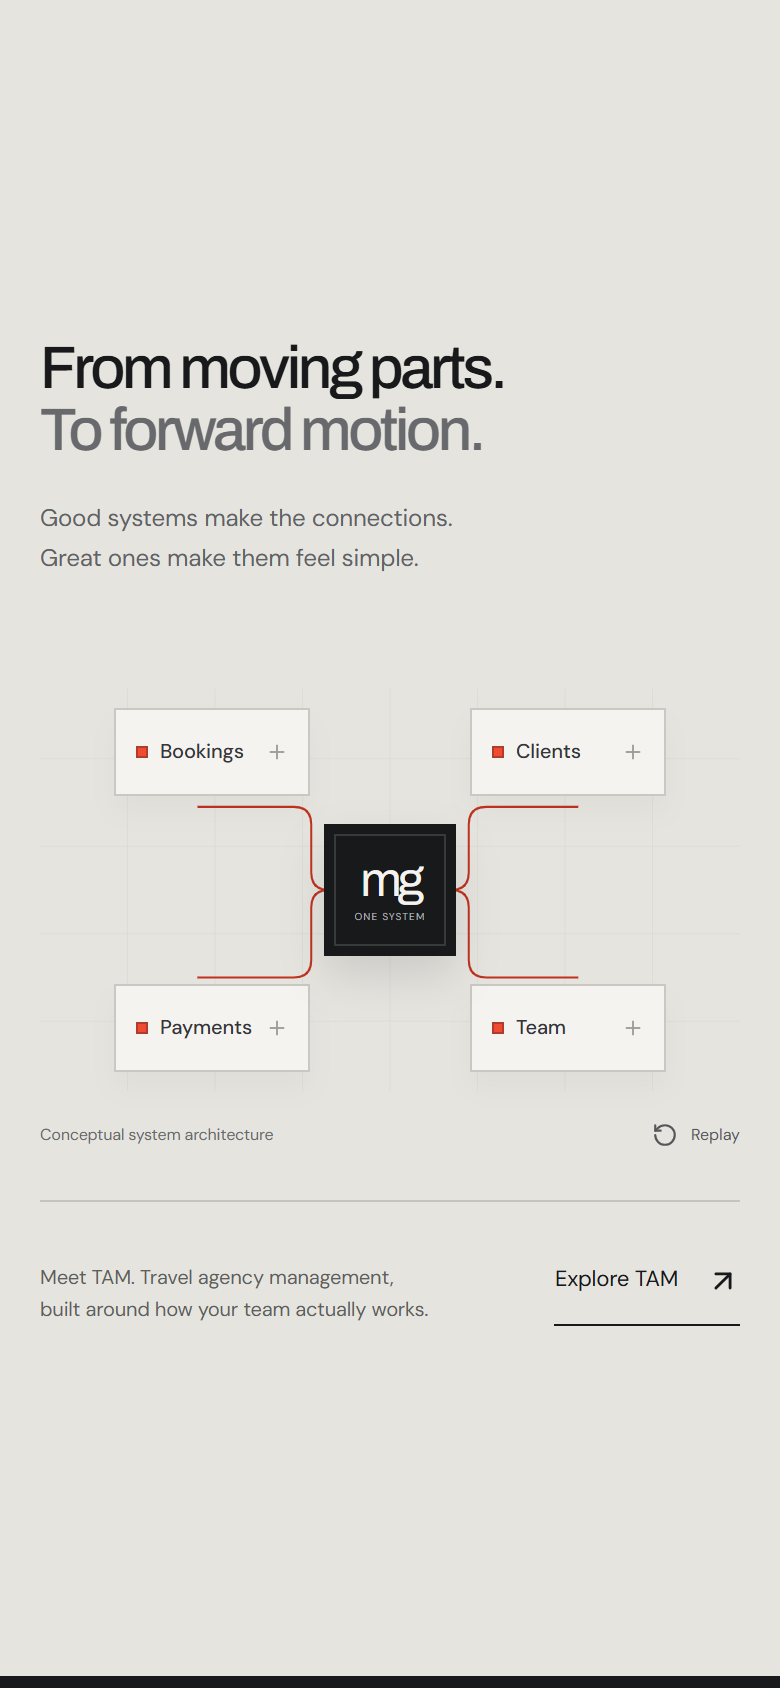 From moving parts.
To forward motion.
Good systems make the connections.
Great ones make them feel simple.
Bookings
Clients
mg
ONE SYSTEM
Payments
Team
Conceptual system architecture
Replay
Meet TAM. Travel agency management,
built around how your team actually works.
Explore TAM